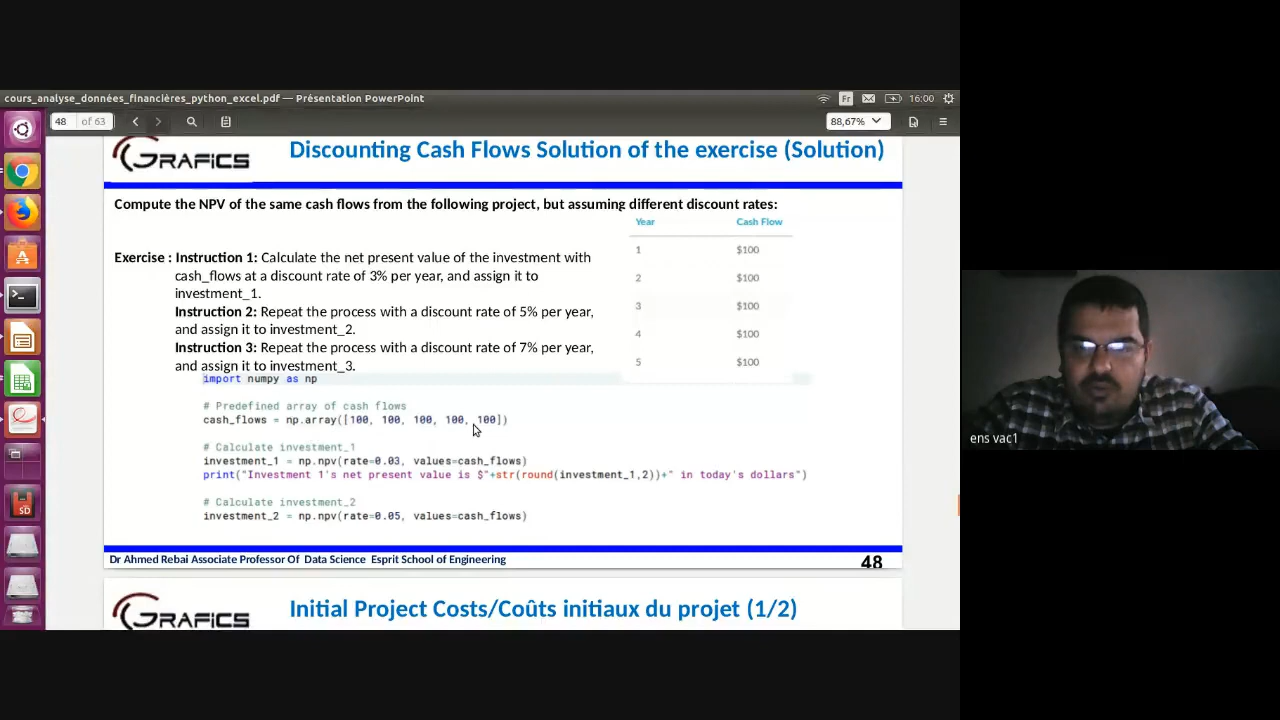 cours_analyse_données_financières_python_excel.pdf — Présentation PowerPoint
Fr
16:00
48 of 63
88,67%
GRAFICS
Discounting Cash Flows Solution of the exercise (Solution)
Compute the NPV of the same cash flows from the following project, but assuming different discount rates:
Year Cash Flow
1 $100
2 $100
3 $100
4 $100
5 $100
Exercise : Instruction 1: Calculate the net present value of the investment with
cash_flows at a discount rate of 3% per year, and assign it to
investment_1.
Instruction 2: Repeat the process with a discount rate of 5% per year,
and assign it to investment_2.
Instruction 3: Repeat the process with a discount rate of 7% per year,
and assign it to investment_3.
import numpy as np
# Predefined array of cash flows
cash_flows = np.array([100, 100, 100, 100, 100])
# Calculate investment_1
investment_1 = np.npv(rate=0.03, values=cash_flows)
print("Investment 1's net present value is $"+str(round(investment_1,2))+" in today's dollars")
# Calculate investment_2
investment_2 = np.npv(rate=0.05, values=cash_flows)
Dr Ahmed Rebai Associate Professor Of Data Science Esprit School of Engineering
48
GRAFICS
Initial Project Costs/Coûts initiaux du projet (1/2)
SD
ens vac1